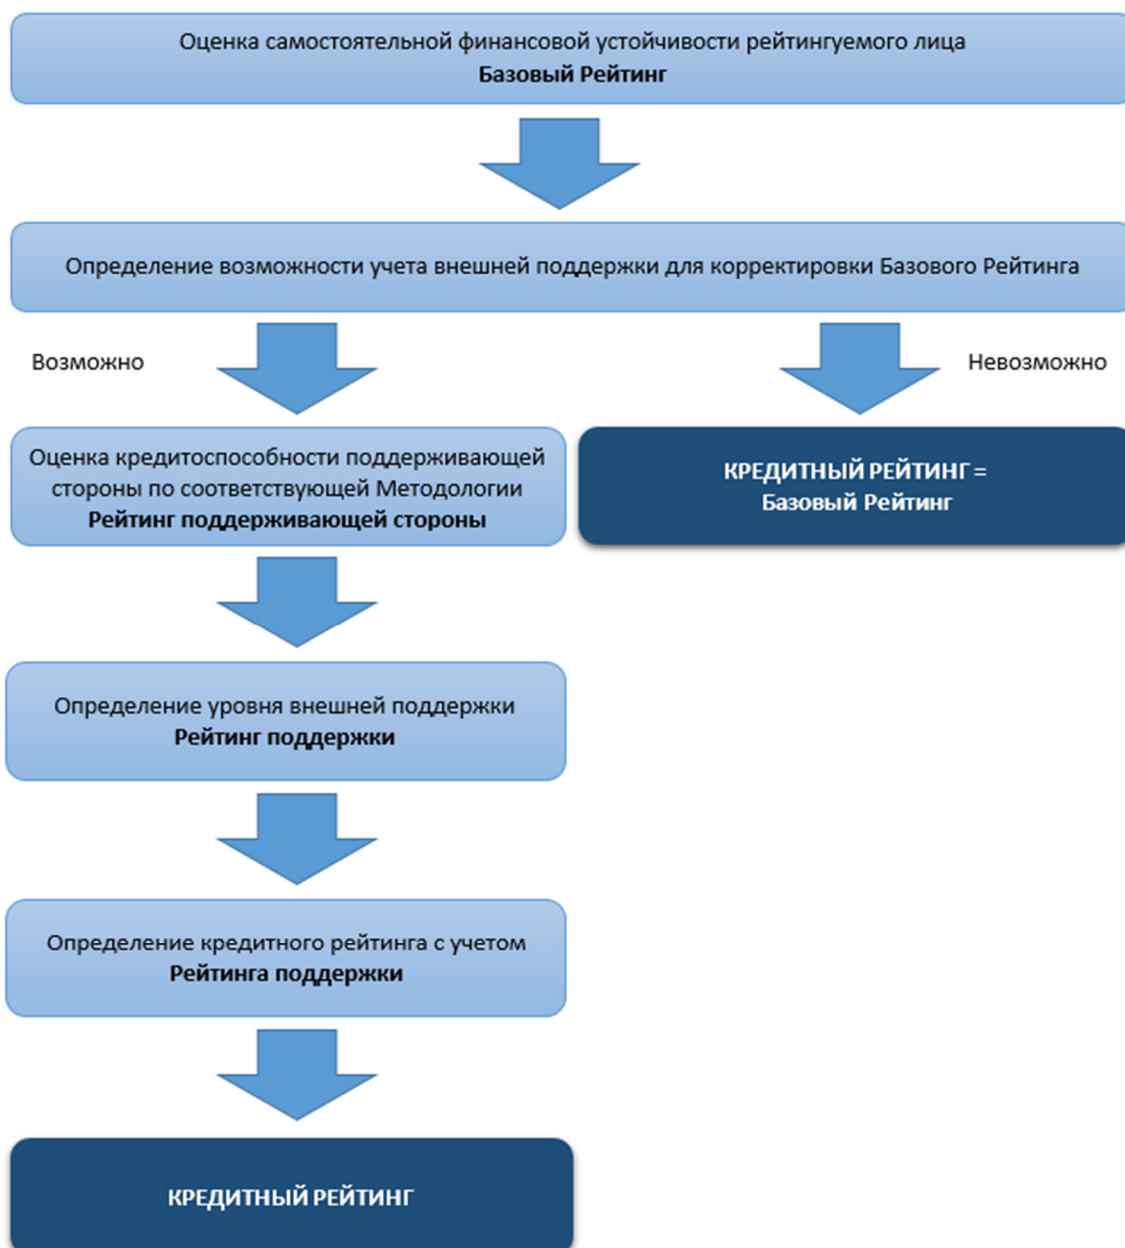 Оценка самостоятельной финансовой устойчивости рейтингуемого лица
Базовый Рейтинг
Определение возможности учета внешней поддержки для корректировки Базового Рейтинга
Возможно
Невозможно
Оценка кредитоспособности поддерживающей
стороны по соответствующей Методологии
Рейтинг поддерживающей стороны
КРЕДИТНЫЙ РЕЙТИНГ =
Базовый Рейтинг
Определение уровня внешней поддержки
Рейтинг поддержки
Определение кредитного рейтинга с учетом
Рейтинга поддержки
КРЕДИТНЫЙ РЕЙТИНГ